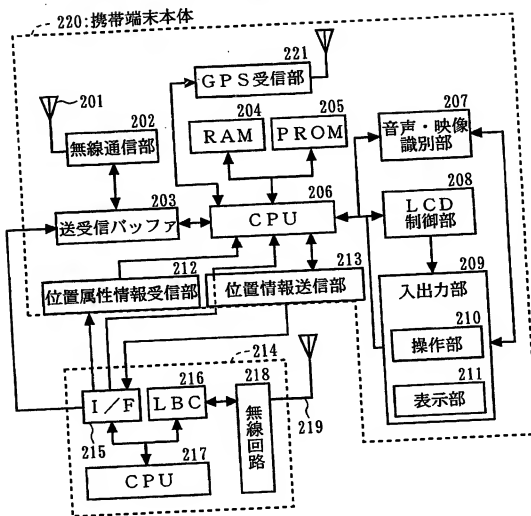 220:携帯端末本体
221
GPS受信部
201
202
無線通信部
204
RAM
205
PROM
207
音声・映像
識別部
203
送受信バッファ
206
CPU
208
LCD
制御部
212
位置属性情報受信部
213
位置情報送信部
209
入出力部
210
操作部
211
表示部
214
I/F
215
216
LBC
218
無線回路
219
217
CPU